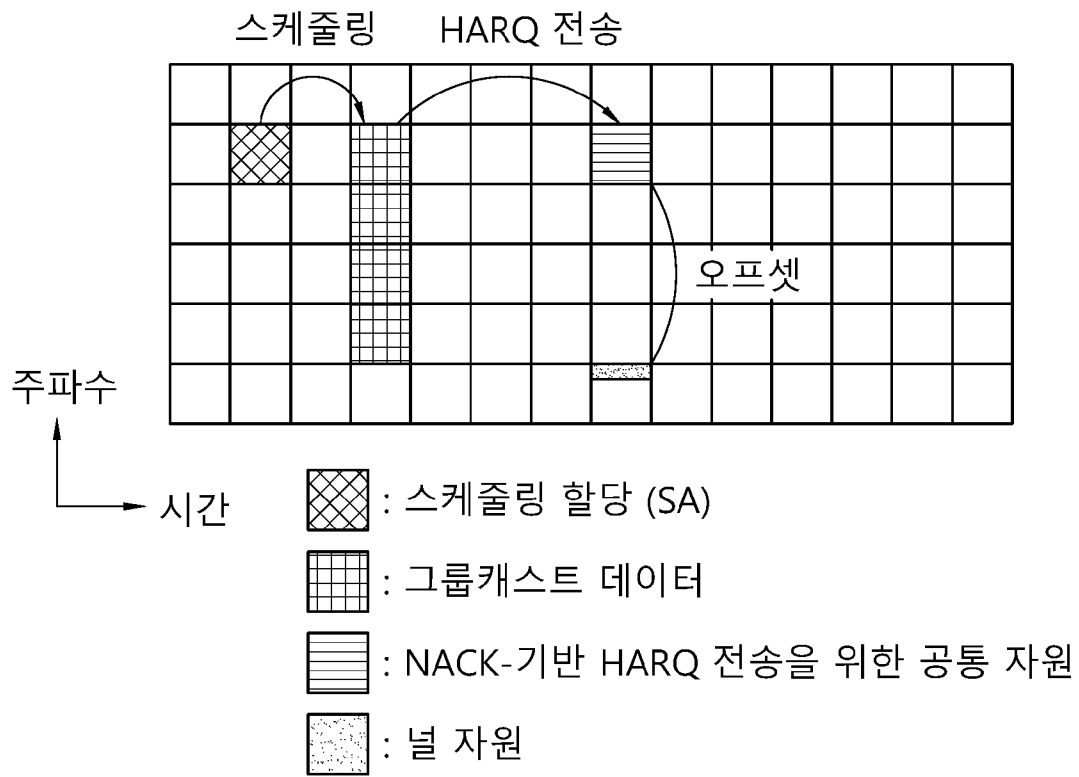 스케줄링 HARQ 전송
오프셋
주파수
시간
: 스케줄링 할당 (SA)
: 그룹캐스트 데이터
: NACK-기반 HARQ 전송을 위한 공통 자원
: 널 자원